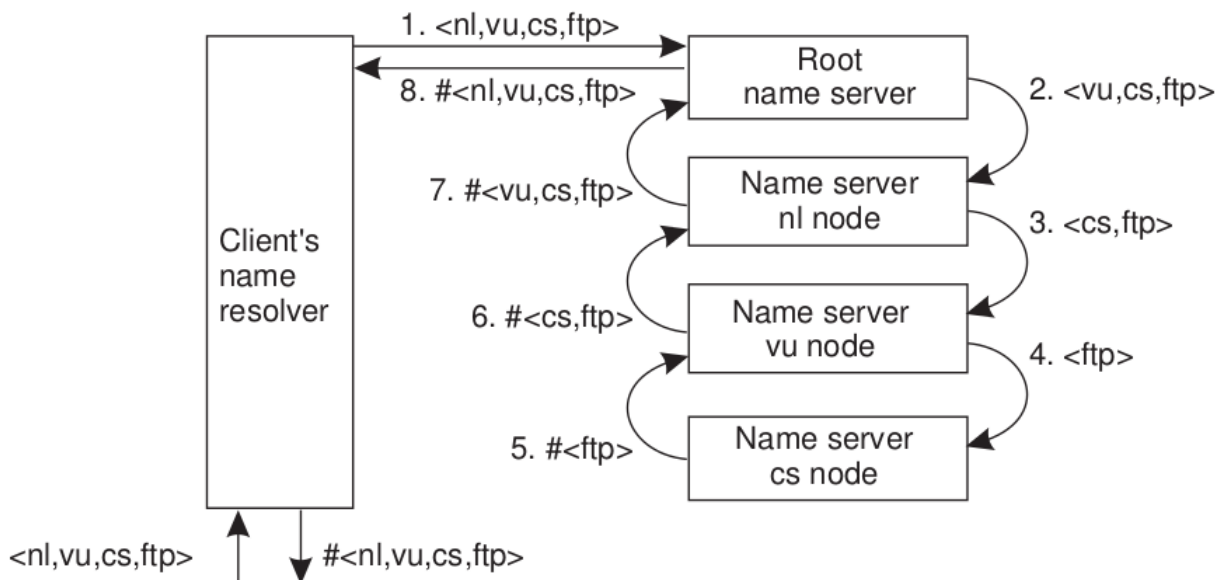 1. <nl,vu,cs,ftp>
Root
name server
8. #<nl,vu,cs,ftp>
2. <vu,cs,ftp>
7. #<vu,cs,ftp>
Name server
nl node
3. <cs,ftp>
Client's
name
resolver
6. #<cs,ftp>
Name server
vu node
4. <ftp>
5. #<ftp>
Name server
cs node
<nl,vu,cs,ftp>
#<nl,vu,cs,ftp>